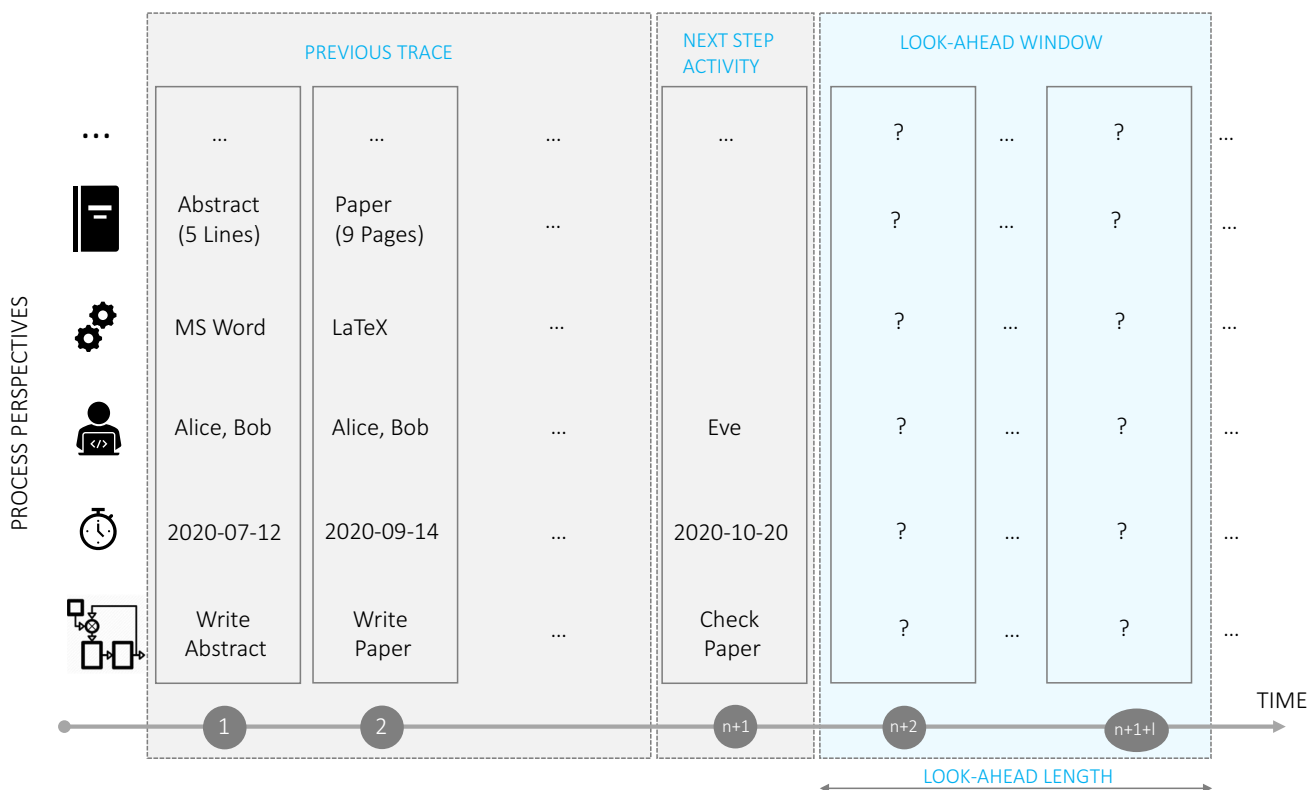 PREVIOUS TRACE
NEXT STEP
ACTIVITY
LOOK-AHEAD WINDOW
... ... ... ... ... ? ... ? ...
Abstract
(5 Lines)
Paper
(9 Pages)
... ? ... ? ...
MS Word LaTeX ... ? ... ? ...
PROCESS PERSPECTIVES
</> Alice, Bob Alice, Bob ... Eve ? ... ? ...
2020-07-12 2020-09-14 ... 2020-10-20 ? ... ? ...
Write
Abstract
Write
Paper
...
Check
Paper
? ... ? ...
TIME
1 2 n+1 n+2 n+1+l
LOOK-AHEAD LENGTH